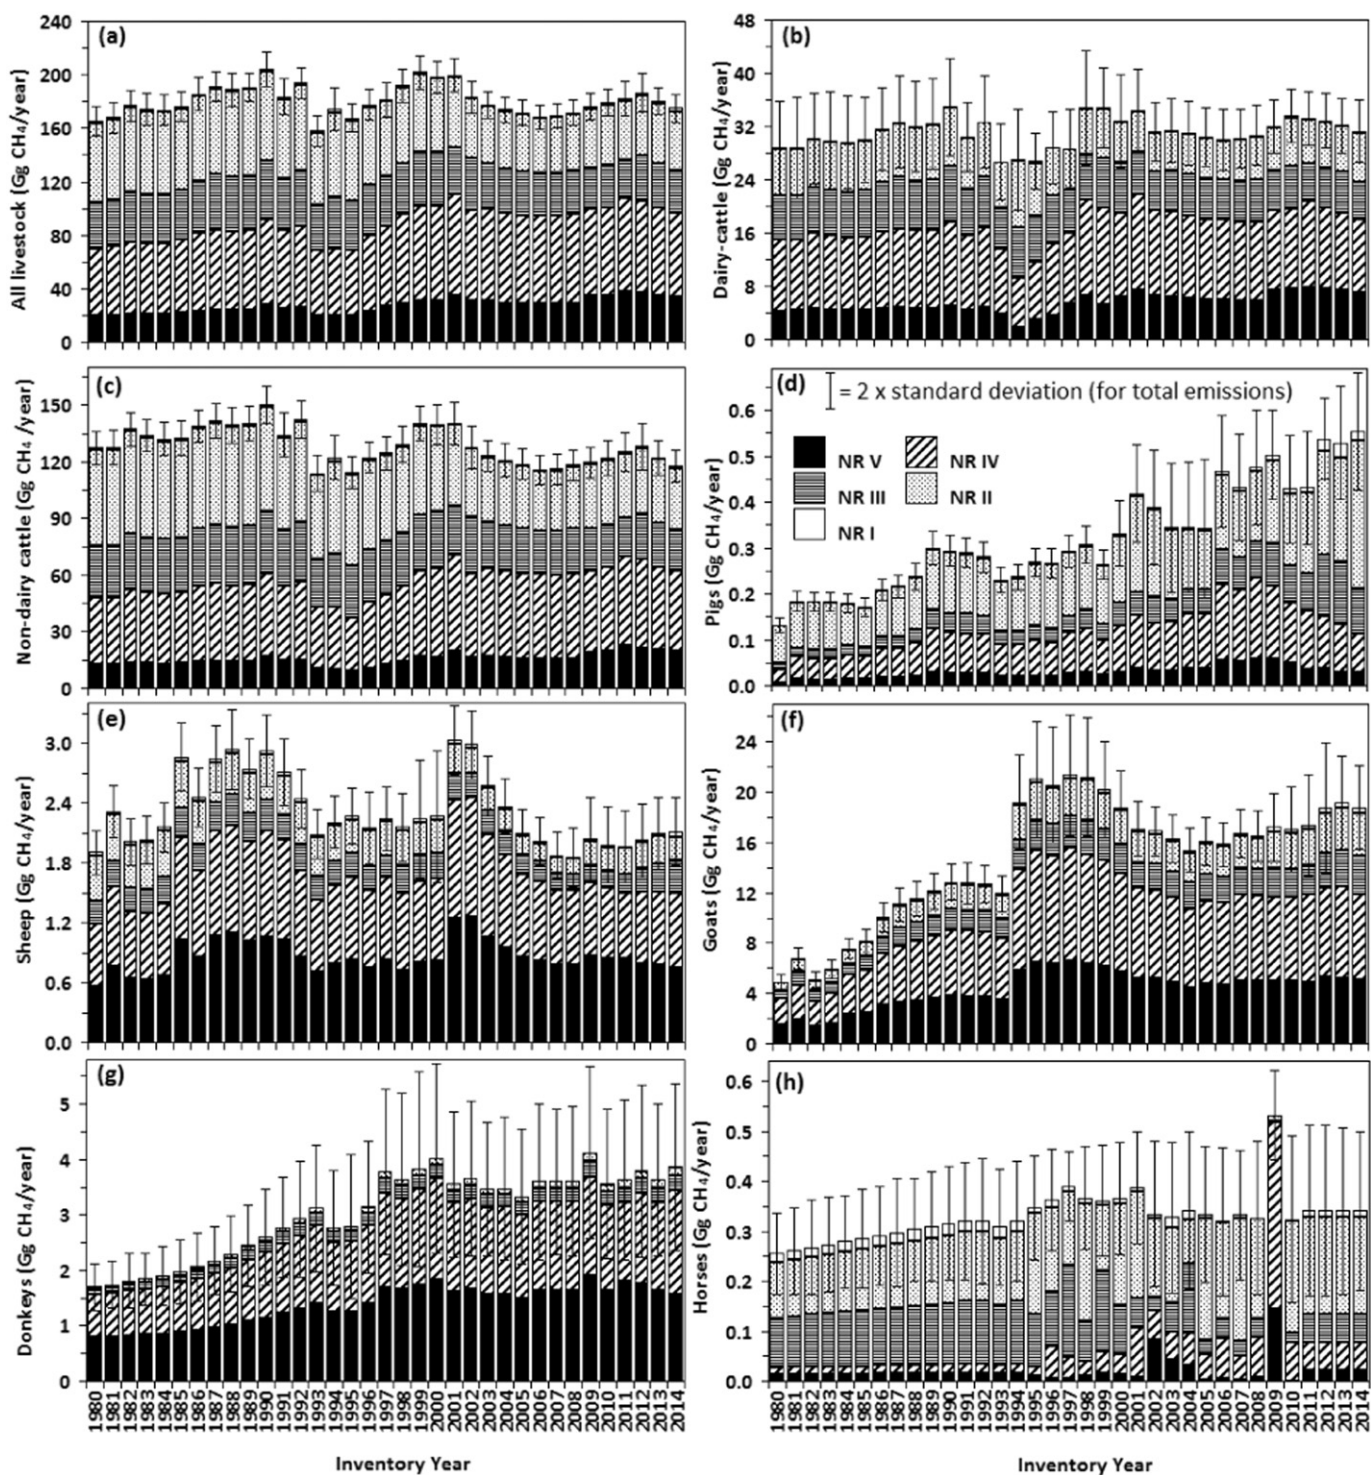 (a)
All livestock (Gg CH₄/year)
240
200
160
120
80
40
0
(b)
Dairy-cattle (Gg CH₄/year)
48
40
32
24
16
8
0
(c)
Non-dairy cattle (Gg CH₄ /year)
150
120
90
60
30
0
(d)
= 2 x standard deviation (for total emissions)
NR V NR IV
NR III NR II
NR I
Pigs (Gg CH₄/year)
0.6
0.5
0.4
0.3
0.2
0.1
0.0
(e)
Sheep (Gg CH₄/year)
3.0
2.4
1.8
1.2
0.6
0.0
(f)
Goats (Gg CH₄/year)
24
20
16
12
8
4
0
(g)
Donkeys (Gg CH₄/year)
5
4
3
2
1
0
1980 1981 1982 1983 1984 1985 1986 1987 1988 1989 1990 1991 1992 1993 1994 1995 1996 1997 1998 1999 2000 2001 2002 2003 2004 2005 2006 2007 2008 2009 2010 2011 2012 2013 2014
Inventory Year
(h)
Horses (Gg CH₄/year)
0.6
0.5
0.4
0.3
0.2
0.1
0.0
1980 1981 1982 1983 1984 1985 1986 1987 1988 1989 1990 1991 1992 1993 1994 1995 1996 1997 1998 1999 2000 2001 2002 2003 2004 2005 2006 2007 2008 2009 2010 2011 2012 2013 2014
Inventory Year